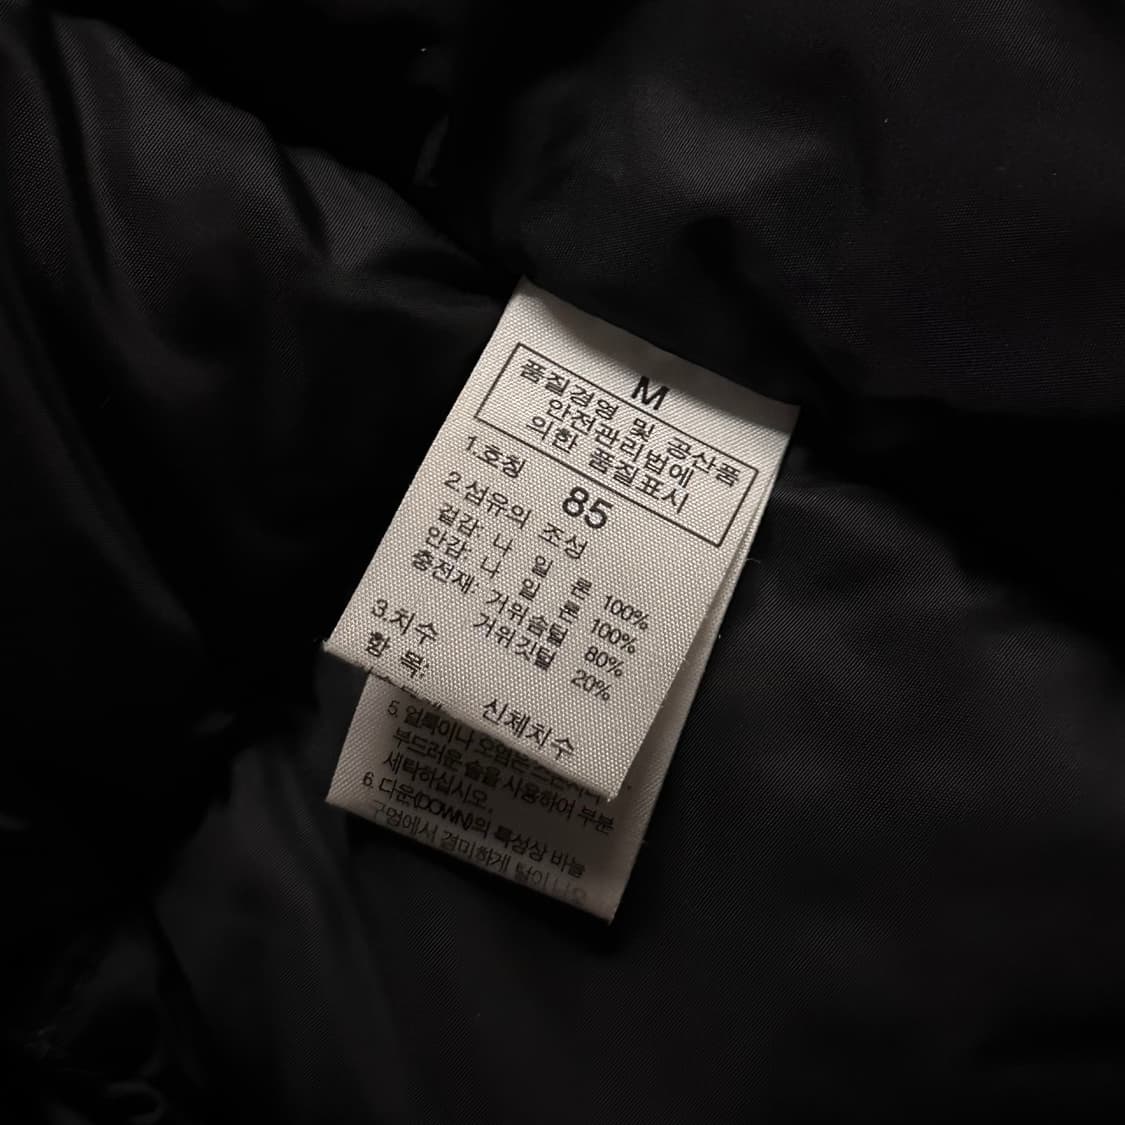 M
품질경영 및 공산품
안전관리법에
의한 품질표시
1.호칭 85
2.섬유의 조성
겉감: 나 일 론 100%
안감: 나 일 론 100%
충전재: 거위솜털 80%
거위깃털 20%
3.치수
항 목: 신체치수
5. 얼룩이나 오염은
부드러운 솔을 사용하여 부분
세탁하십시오.
6. 다운(DOWN)의 특성상 바늘
구멍에서 경미하게 털이